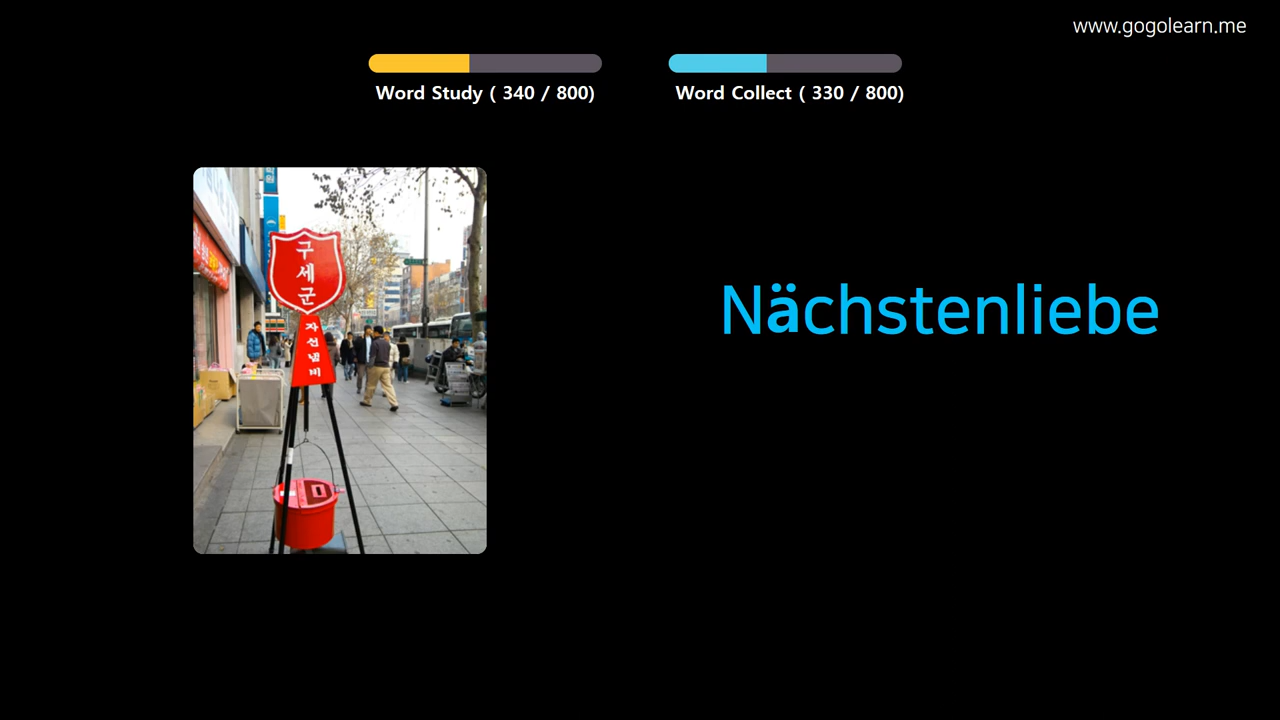 www.gogolearn.me
Word Study ( 340 / 800)
Word Collect ( 330 / 800)
구세군
자선냄비
Nächstenliebe